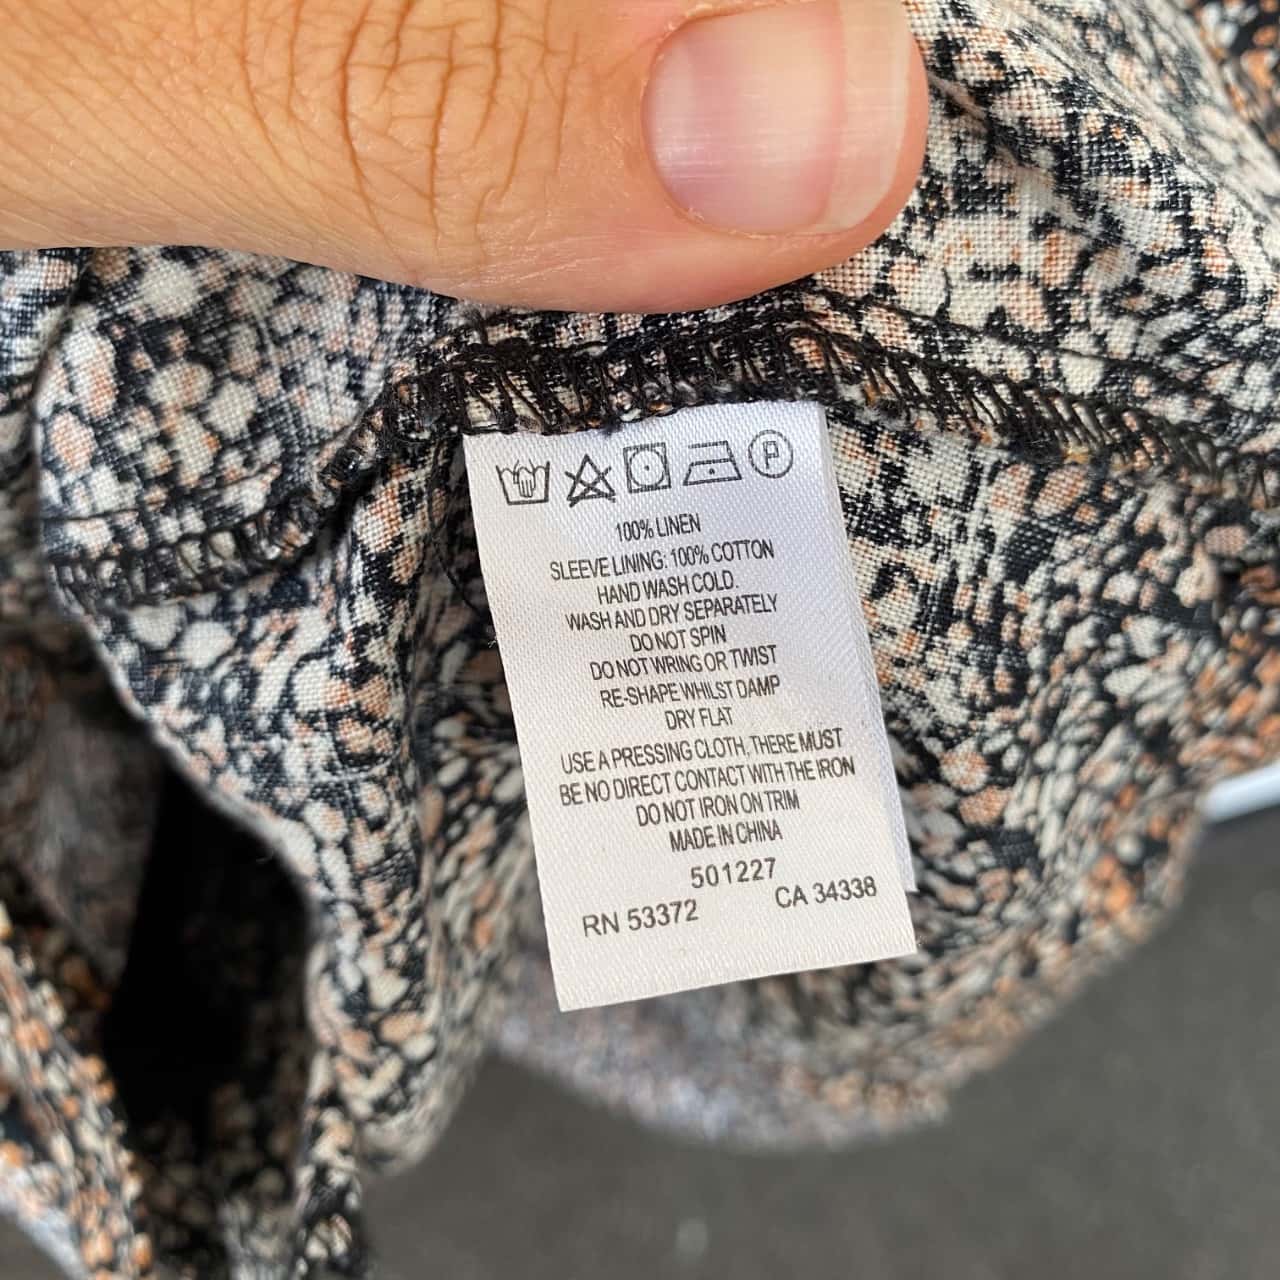 P
100% LINEN
SLEEVE LINING: 100% COTTON
HAND WASH COLD.
WASH AND DRY SEPARATELY
DO NOT SPIN
DO NOT WRING OR TWIST
RE-SHAPE WHILST DAMP
DRY FLAT
USE A PRESSING CLOTH. THERE MUST
BE NO DIRECT CONTACT WITH THE IRON
DO NOT IRON ON TRIM
MADE IN CHINA
501227
RN 53372 CA 34338